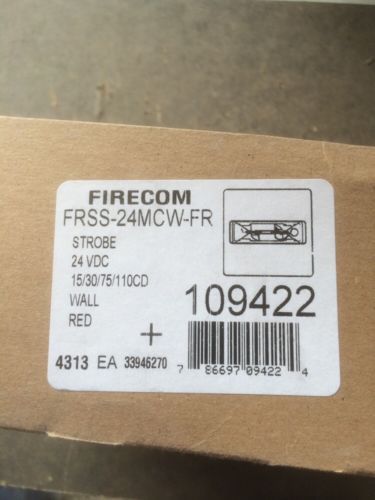 FIRECOM
FRSS-24MCW-FR
STROBE
24 VDC
15/30/75/110CD
WALL
RED
109422
4313 EA 33946270
7 86697 09422 4